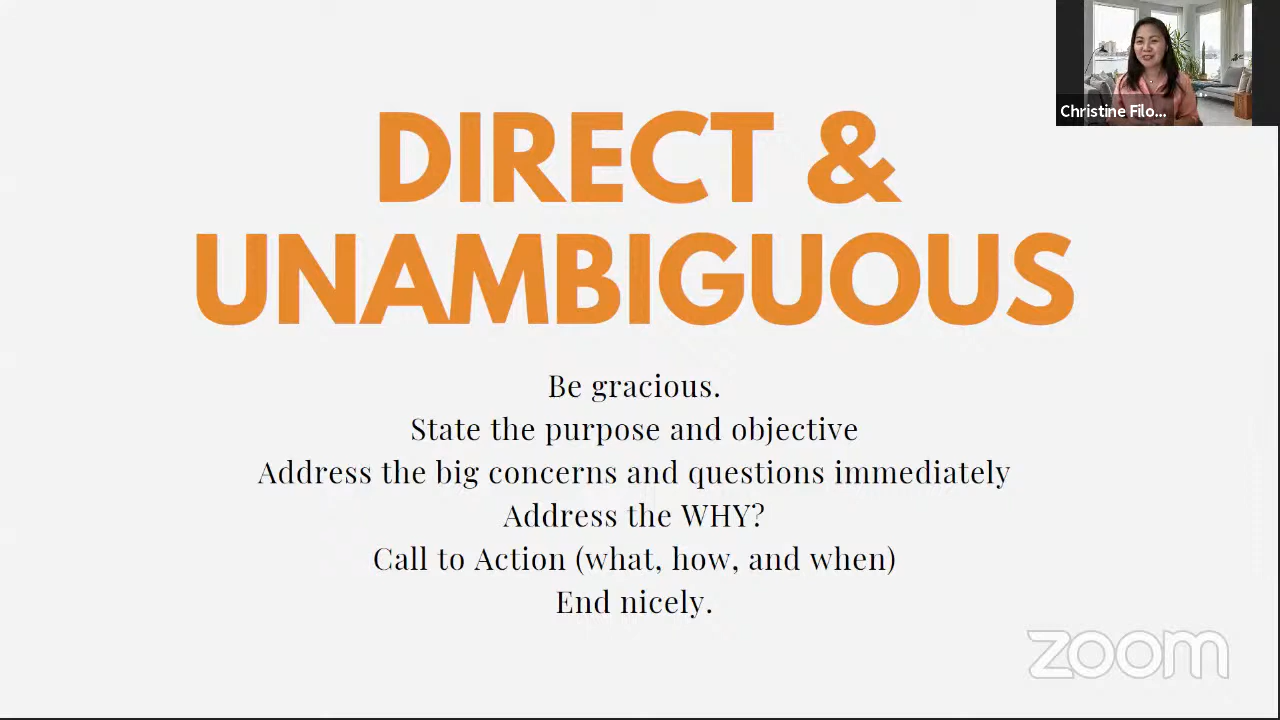 Christine Filo...
DIRECT &
UNAMBIGUOUS
Be gracious.
State the purpose and objective
Address the big concerns and questions immediately
Address the WHY?
Call to Action (what, how, and when)
End nicely.
zoom